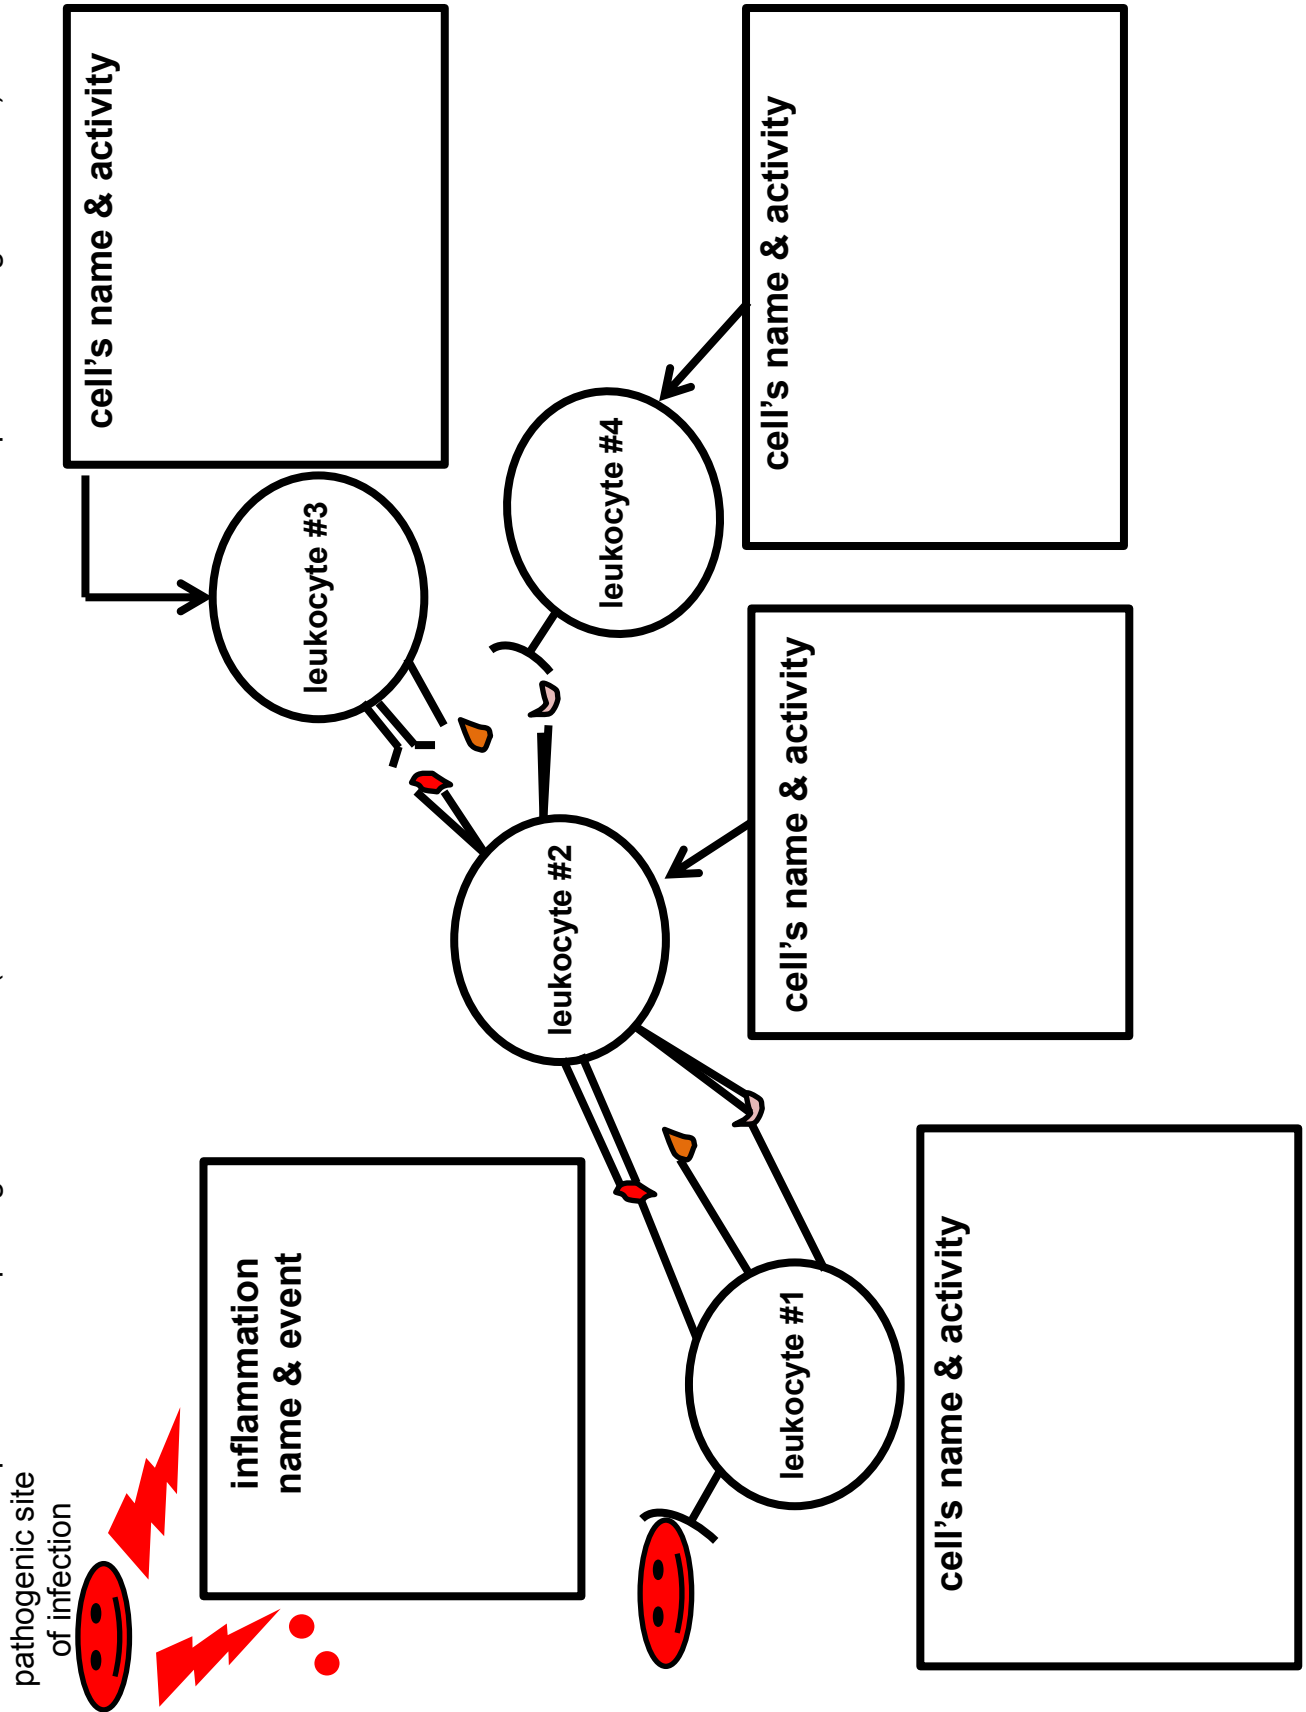 pathogenic site
of infection
inflammation
name & event
cell's name & activity
leukocyte #3
leukocyte #1
leukocyte #2
leukocyte #4
cell's name & activity
cell's name & activity
cell's name & activity